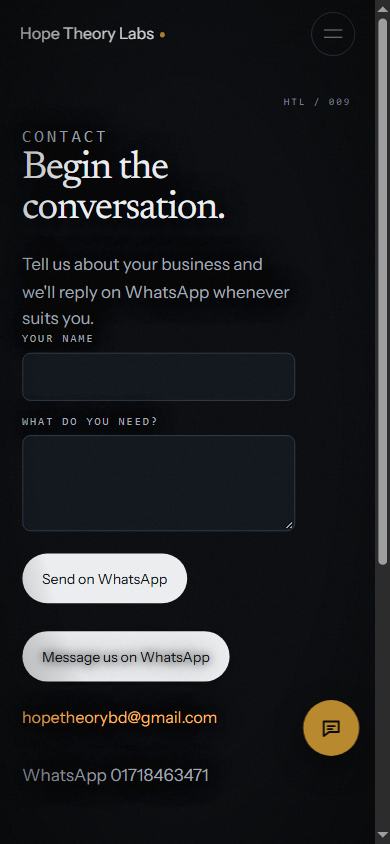 Hope Theory Labs
HTL / 009
CONTACT
Begin the
conversation.
Tell us about your business and
we'll reply on WhatsApp whenever
suits you.
YOUR NAME
WHAT DO YOU NEED?
Send on WhatsApp
Message us on WhatsApp
hopetheorybd@gmail.com
WhatsApp 01718463471